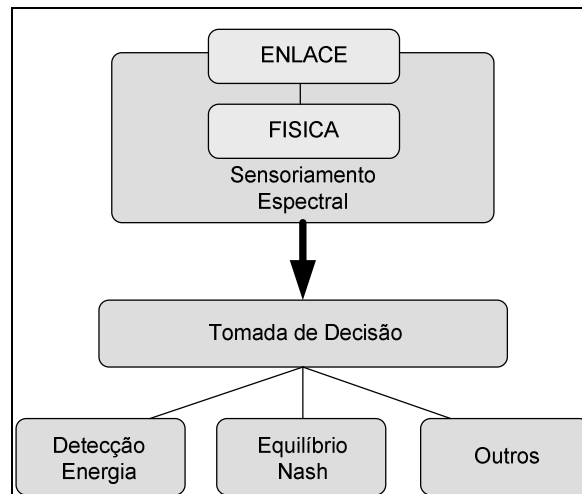 ENLACE
FISICA
Sensoriamento
Espectral
Tomada de Decisão
Detecção
Energia
Equilíbrio
Nash
Outros